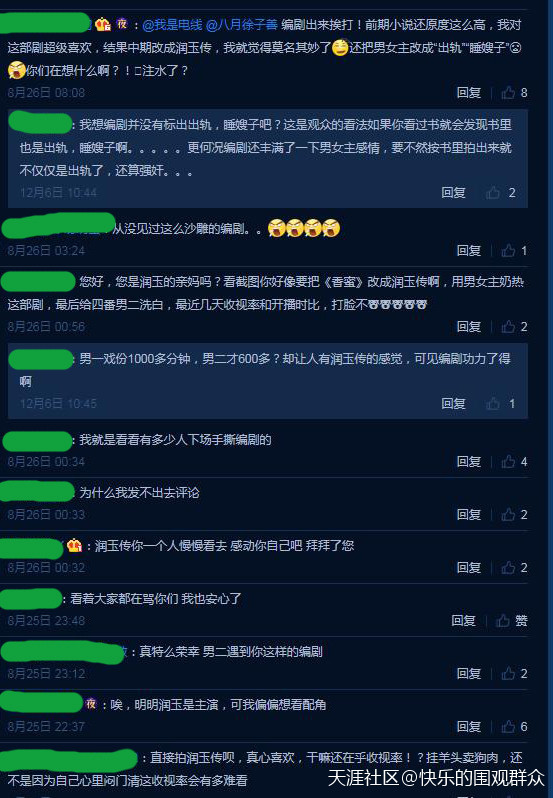 夜：@我是电线 @八月徐子善 编剧出来挨打！前期小说还原度这么高，我对
这部剧超级喜欢，结果中期改成润玉传，我就觉得莫名其妙了还把男女主改成“出轨”“睡嫂子”
你们在想什么啊？！□注水了？
8月26日 08:08 回复 8
：我想编剧并没有标出出轨，睡嫂子吧？这是观众的看法如果你看过书就会发现书里
也是出轨，睡嫂子啊。。。。。更何况编剧还丰满了一下男女主感情，要不然按书里拍出来就
不仅仅是出轨了，还算强奸。。。
12月6日 10:44 回复 2
：从没见过这么沙雕的编剧。。
8月26日 03:24 回复 1
：您好，您是润玉的亲妈吗？看截图你好像要把《香蜜》改成润玉传啊，用男女主奶热
这部剧，最后给四番男二洗白，最近几天收视率和开播时比，打脸不
8月26日 00:56 回复 2
：男一戏份1000多分钟，男二才600多？却让人有润玉传的感觉，可见编剧功力了得
啊
12月6日 10:45 回复 1
：我就是看看有多少人下场手撕编剧的
8月26日 00:34 回复 4
：为什么我发不出去评论
8月26日 00:33 回复 2
：润玉传你一个人慢慢看去 感动你自己吧 拜拜了您
8月26日 00:32 回复 2
：看着大家都在骂你们 我也安心了
8月25日 23:48 回复 赞
：真特么荣幸 男二遇到你这样的编剧
8月25日 23:12 回复 2
夜：唉，明明润玉是主演，可我偏偏想看配角
8月25日 22:37 回复 6
：直接拍润玉传呗，真心喜欢，干嘛还在乎收视率！？挂羊头卖狗肉，还
不是因为自己心里闷门清这收视率会有多难看
天涯社区@快乐的围观群众